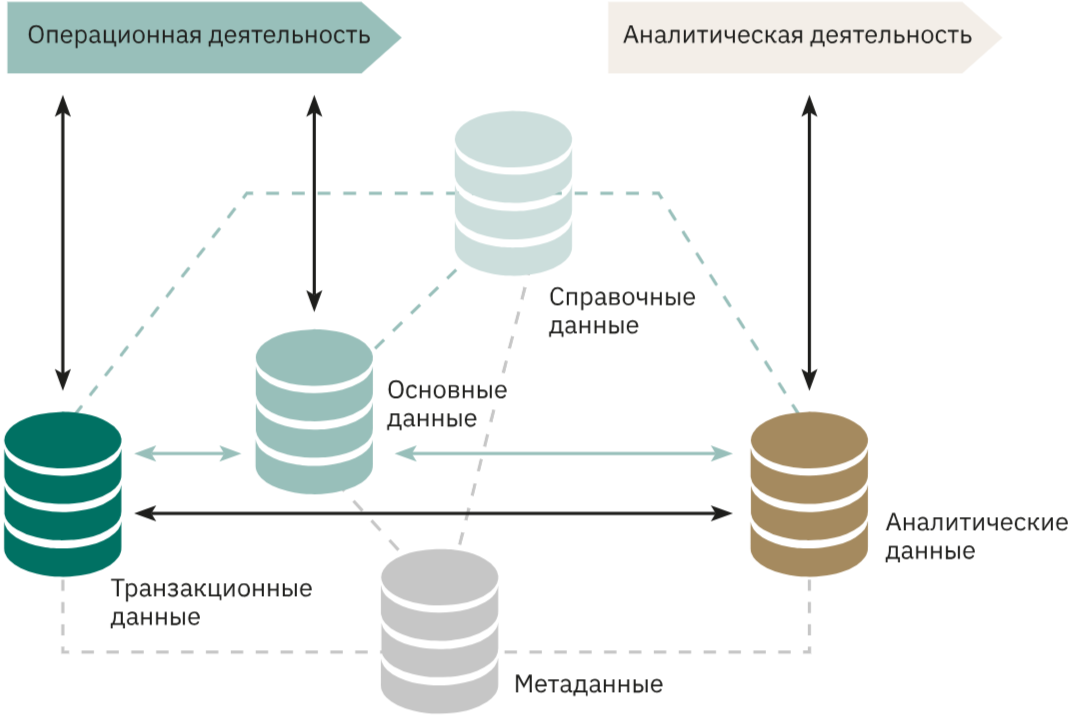 Операционная деятельность
Аналитическая деятельность
Справочные
данные
Основные
данные
Аналитические
данные
Транзакционные
данные
Метаданные